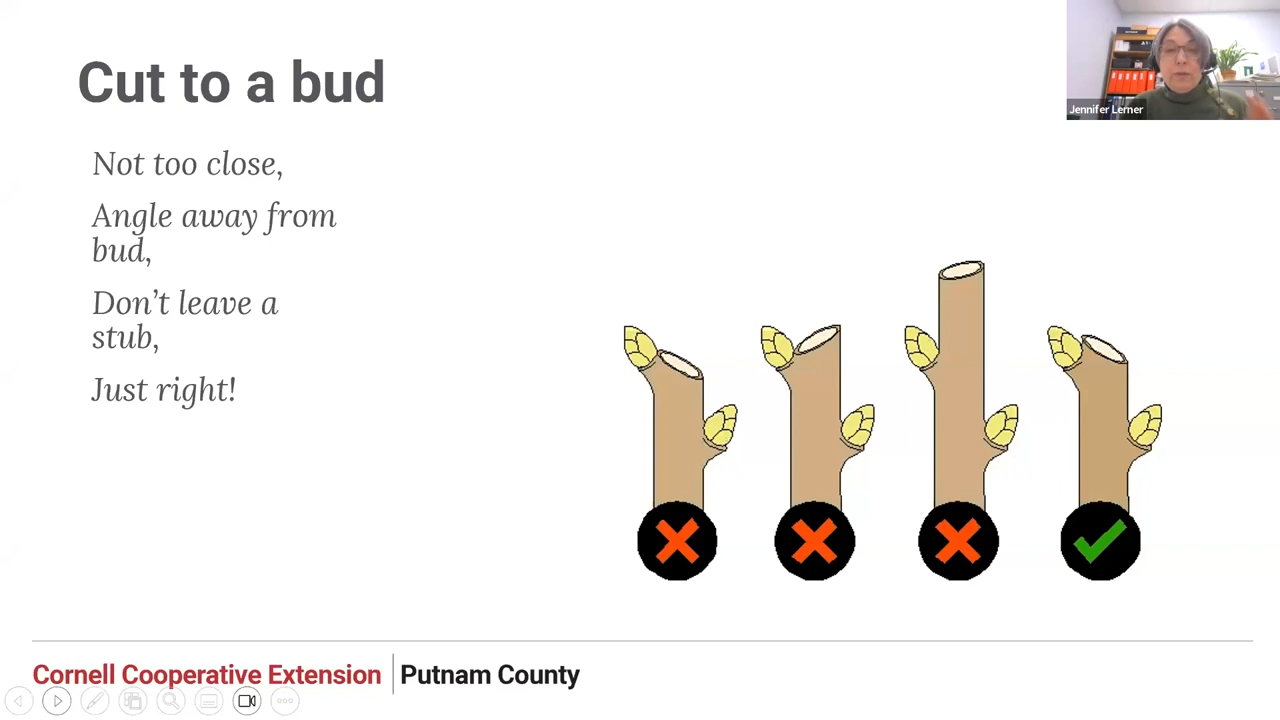 Cut to a bud
Not too close,
Angle away from
bud,
Don't leave a
stub,
Just right!
Jennifer Lerner
Cornell Cooperative Extension | Putnam County